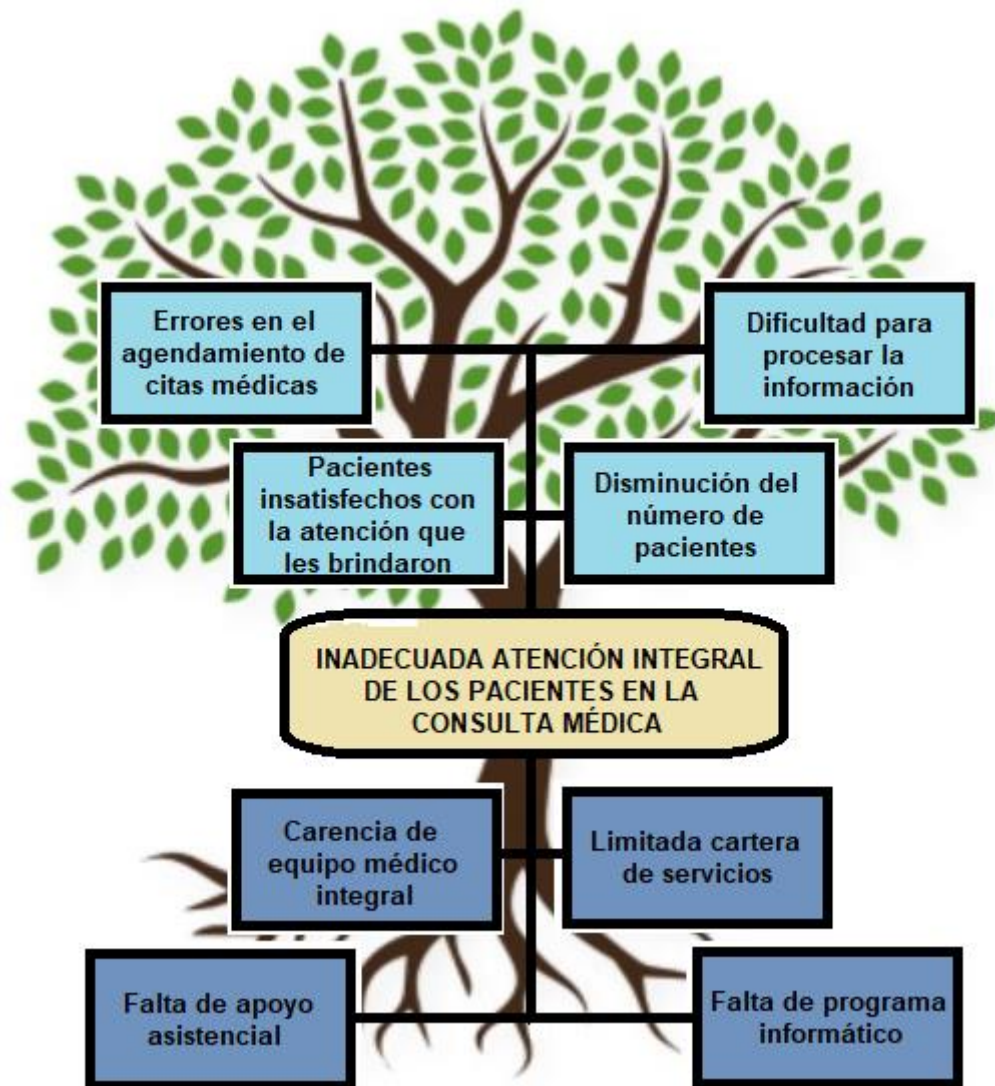 Errores en el
agendamiento de
citas médicas
Dificultad para
procesar la
información
Pacientes
insatisfechos con
la atención que
les brindaron
Disminución del
número de
pacientes
INADECUADA ATENCIÓN INTEGRAL
DE LOS PACIENTES EN LA
CONSULTA MÉDICA
Carencia de
equipo médico
integral
Limitada cartera
de servicios
Falta de apoyo
asistencial
Falta de programa
informático